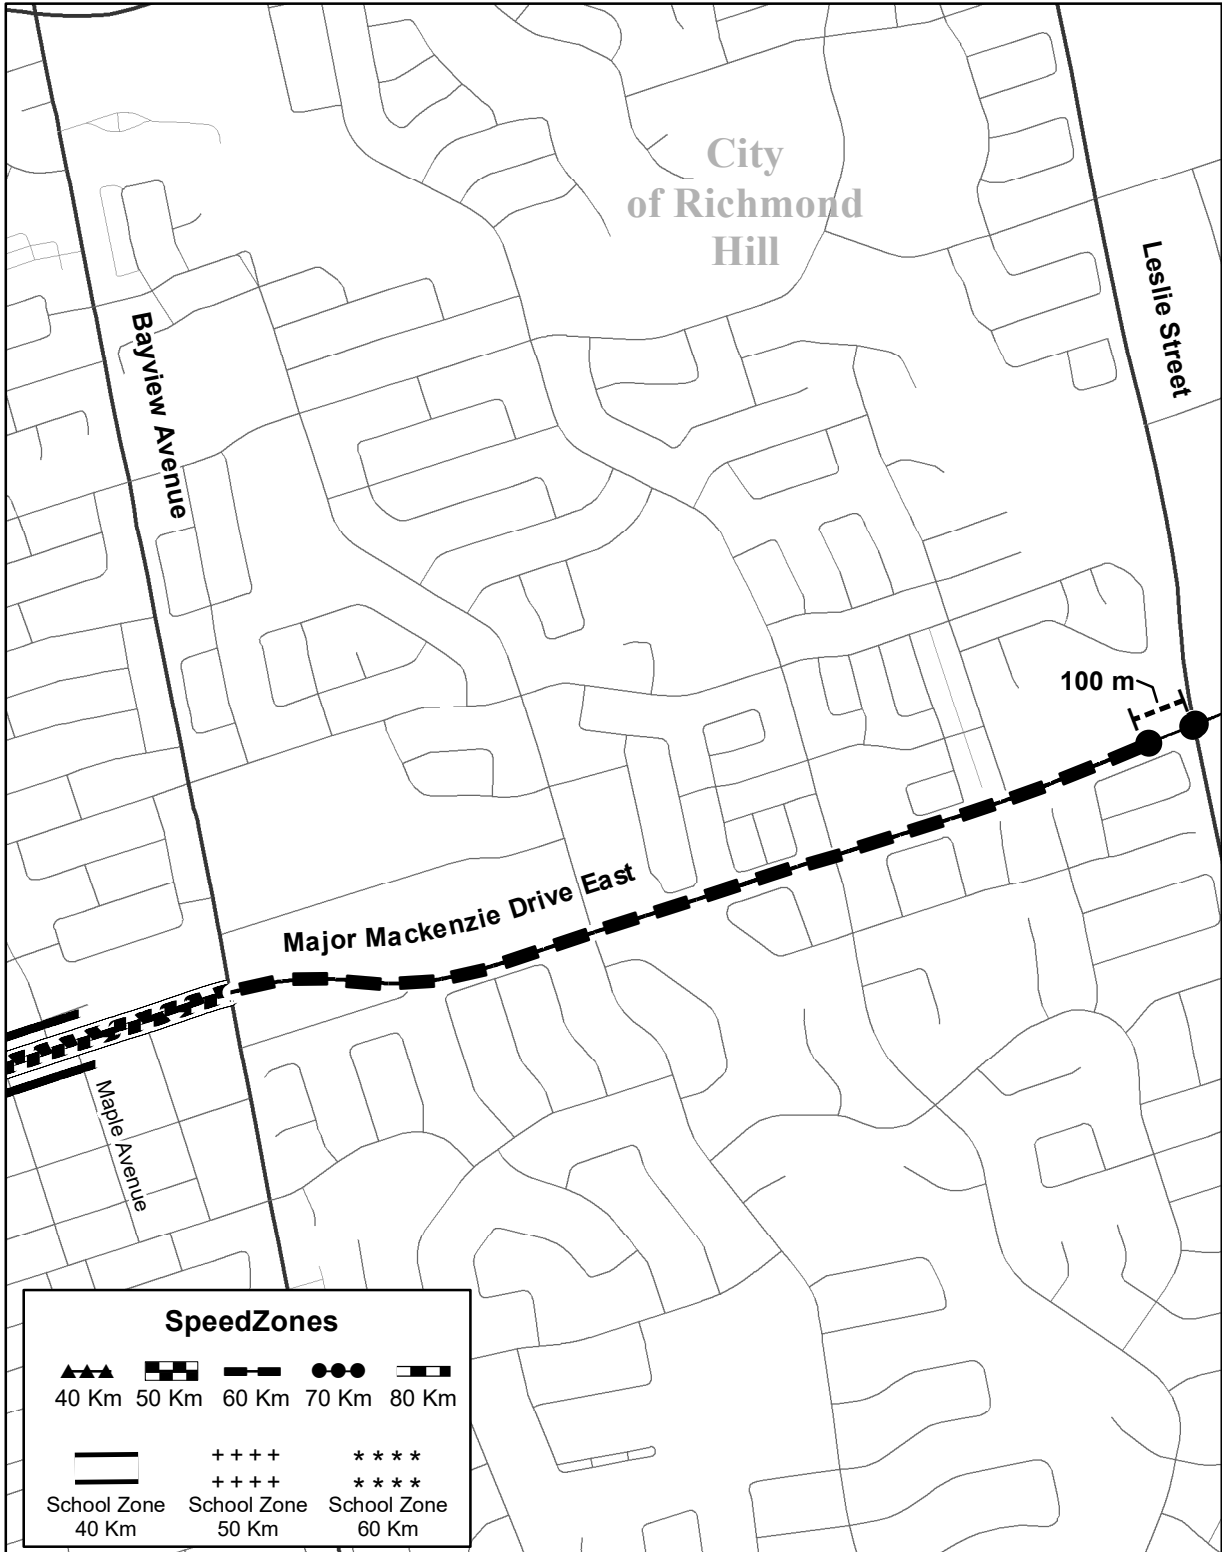 City
of Richmond
Hill
Leslie Street
Bayview Avenue
100 m
Major Mackenzie Drive East
Maple Avenue
SpeedZones
40 Km 50 Km 60 Km 70 Km 80 Km
School Zone School Zone School Zone
40 Km 50 Km 60 Km